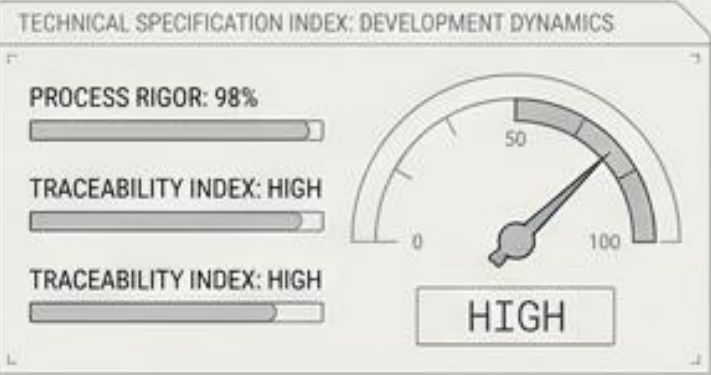 TECHNICAL SPECIFICATION INDEX: DEVELOPMENT DYNAMICS
PROCESS RIGOR: 98%
TRACEABILITY INDEX: HIGH
TRACEABILITY INDEX: HIGH
50
0
100
HIGH